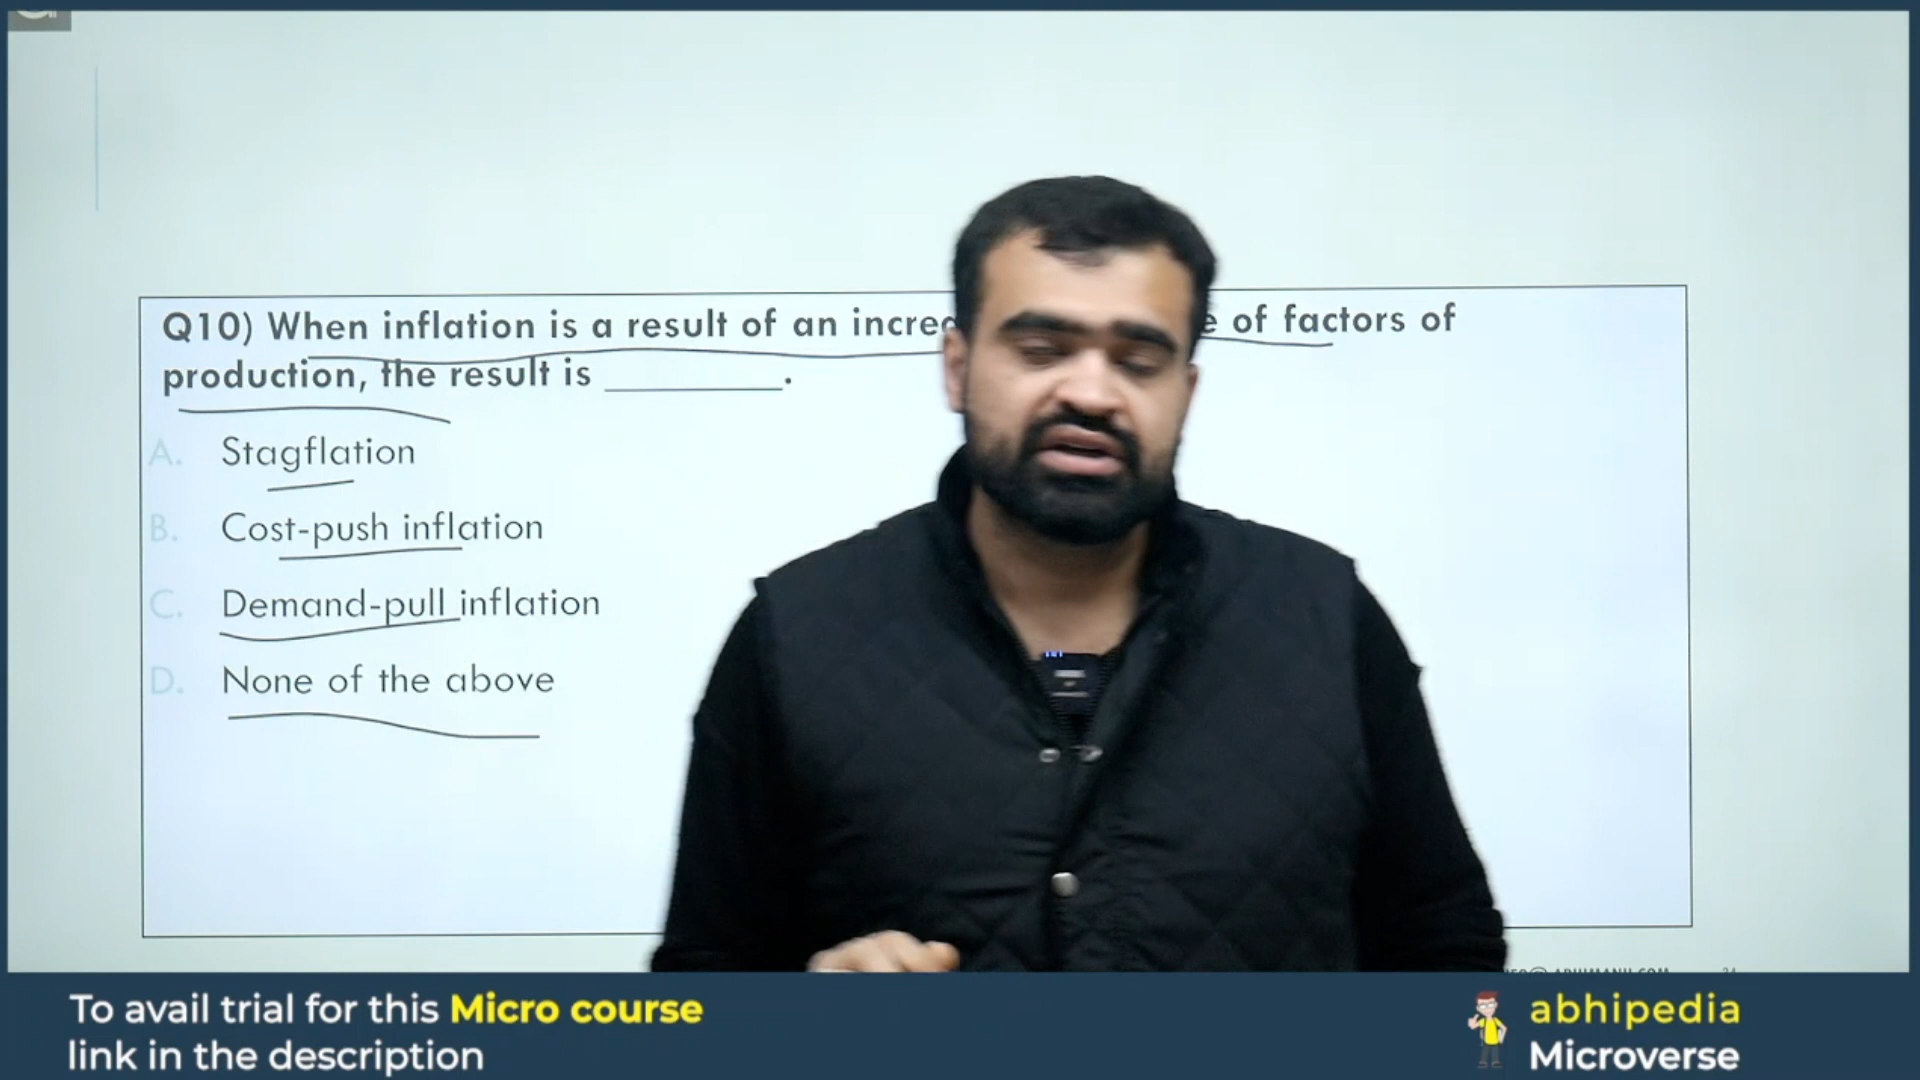 Q10) When inflation is a result of an incre e of factors of
production, the result is _________.
A. Stagflation
B. Cost-push inflation
C. Demand-pull inflation
D. None of the above
To avail trial for this Micro course
link in the description
abhipedia
Microverse